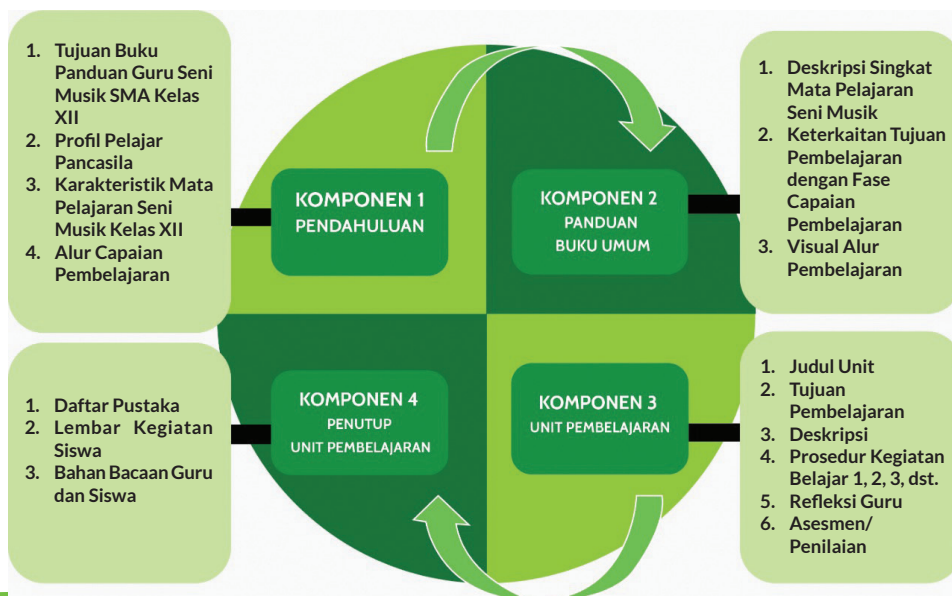 1. Tujuan Buku
Panduan Guru Seni
Musik SMA Kelas
XII
2. Profil Pelajar
Pancasila
3. Karakteristik Mata
Pelajaran Seni
Musik Kelas XII
4. Alur Capaian
Pembelajaran
KOMPONEN 1
PENDAHULUAN
KOMPONEN 2
PANDUAN
BUKU UMUM
1. Deskripsi Singkat
Mata Pelajaran
Seni Musik
2. Keterkaitan Tujuan
Pembelajaran
dengan Fase
Capaian
Pembelajaran
3. Visual Alur
Pembelajaran
KOMPONEN 3
UNIT PEMBELAJARAN
1. Judul Unit
2. Tujuan
Pembelajaran
3. Deskripsi
4. Prosedur Kegiatan
Belajar 1, 2, 3, dst.
5. Refleksi Guru
6. Asesmen/
Penilaian
KOMPONEN 4
PENUTUP
UNIT PEMBELAJARAN
1. Daftar Pustaka
2. Lembar Kegiatan
Siswa
3. Bahan Bacaan Guru
dan Siswa